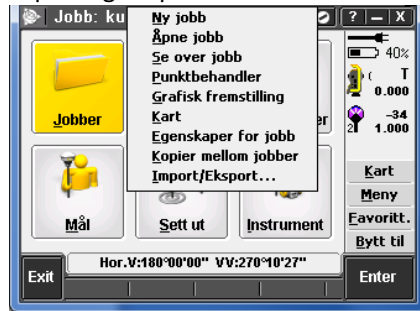 Jobb: ku
? – X
Ny jobb
Åpne jobb
Se over jobb
Punktbehandler
Grafisk fremstilling
Kart
Egenskaper for jobb
Kopier mellom jobber
Import/Eksport...
40%
T
0.000
-34
21
1.000
Jobber
er
Mål
Sett ut
Instrument
Kart
Meny
Favoritt.
Bytt til
Hor.V:180°00'00" VV:270°10'27"
Exit
Enter